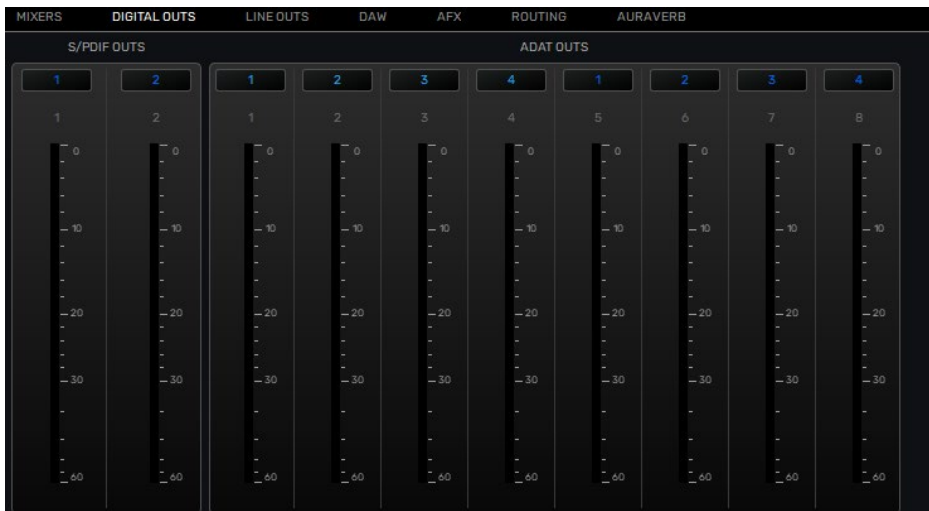 MIXERS DIGITAL OUTS LINE OUTS DAW AFX ROUTING AURAVERB
S/PDIF OUTS ADAT OUTS
1 2 1 2 3 4 1 2 3 4
1 2 1 2 3 4 5 6 7 8
0 0 0 0 0 0 0 0 0 0
10 10 10 10 10 10 10 10 10 10
20 20 20 20 20 20 20 20 20 20
30 30 30 30 30 30 30 30 30 30
60 60 60 60 60 60 60 60 60 60